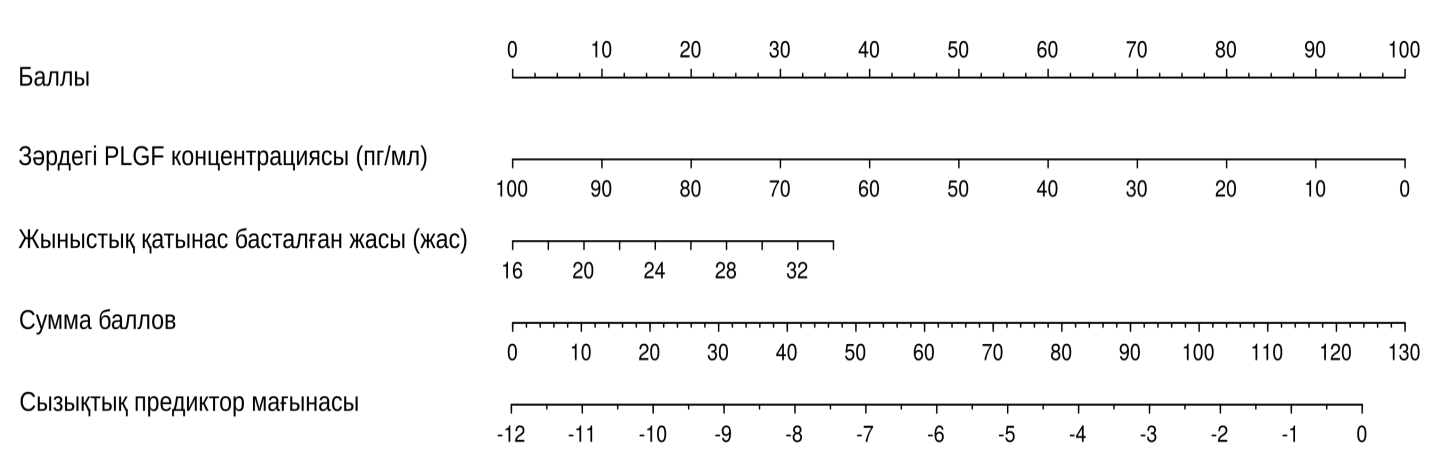 0 10 20 30 40 50 60 70 80 90 100
Баллы
Зәрдегі PLGF концентрациясы (пг/мл)
100 90 80 70 60 50 40 30 20 10 0
Жыныстық қатынас басталған жасы (жас)
16 20 24 28 32
Сумма баллов
0 10 20 30 40 50 60 70 80 90 100 110 120 130
Сызықтық предиктор мағынасы
-12 -11 -10 -9 -8 -7 -6 -5 -4 -3 -2 -1 0